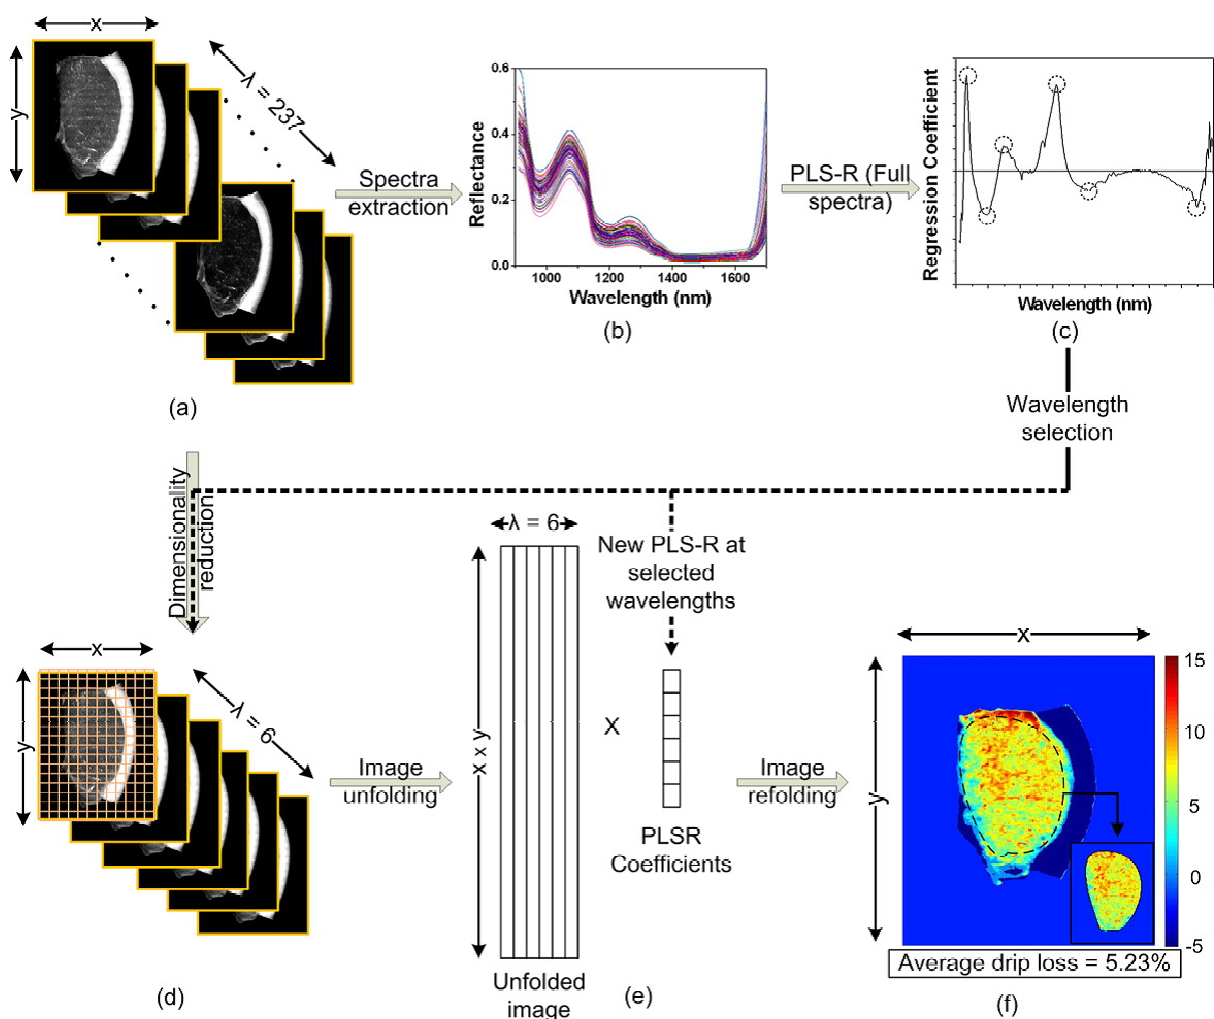 x
y
λ = 237
(a)
Spectra
extraction
0.6
0.4
0.2
0.0
Reflectance
1000 1200 1400 1600
Wavelength (nm)
(b)
PLS-R (Full
spectra)
Regression Coefficient
Wavelength (nm)
(c)
Wavelength
selection
Dimensionality
reduction
x
y
λ = 6
(d)
Image
unfolding
λ = 6
x x y
Unfolded
image
New PLS-R at
selected
wavelengths
X
PLSR
Coefficients
(e)
Image
refolding
x
y
15
10
5
0
-5
Average drip loss = 5.23%
(f)